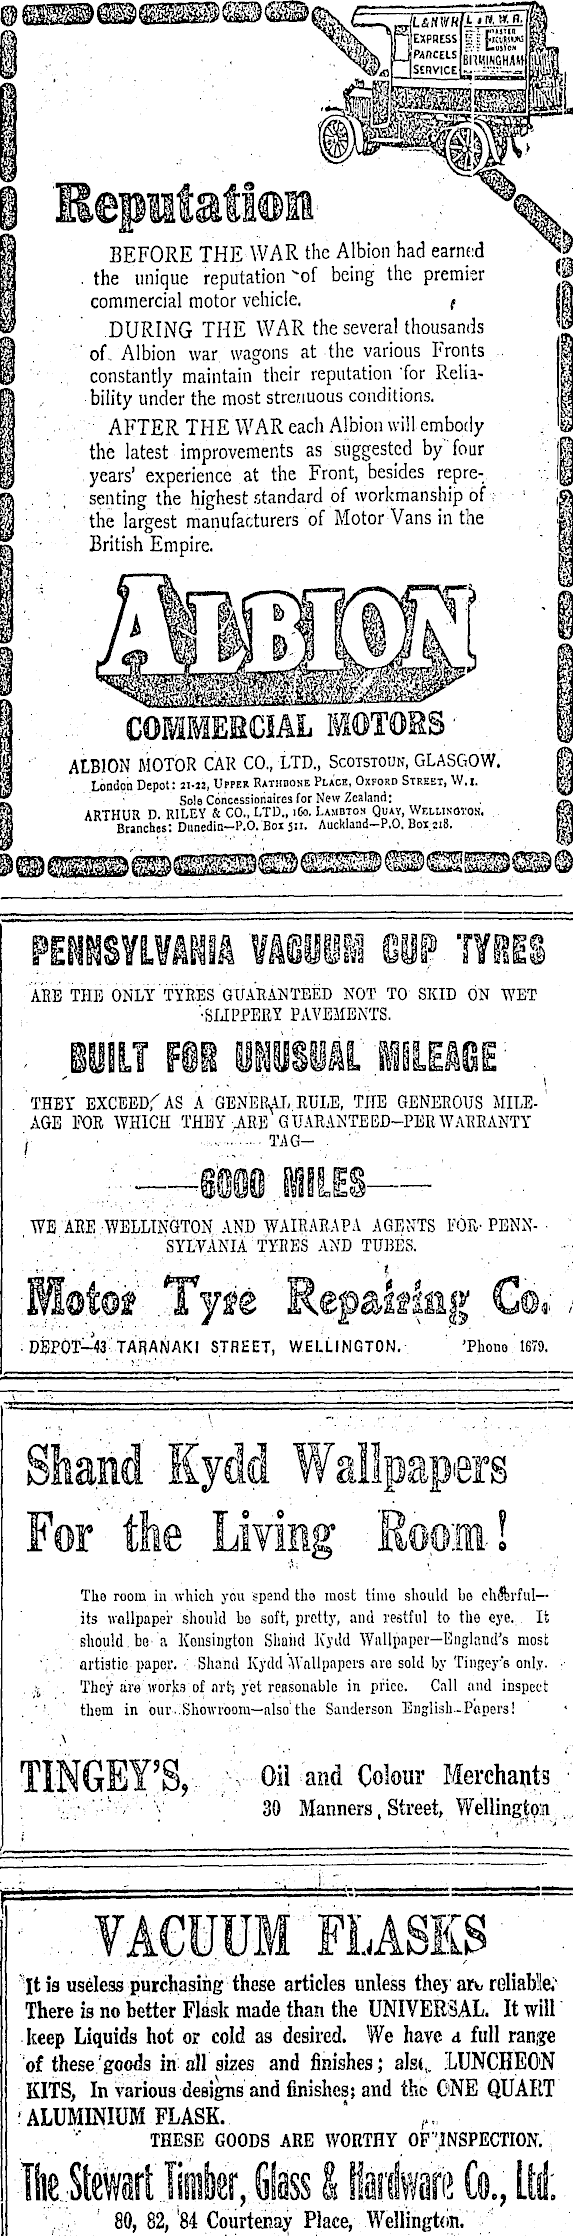 L & N W R
EXPRESS
PARCELS
SERVICE
L & N. W. R.
EASTER
EXCURSIONS
EUSTON
BIRMINGHAM
Reputation
BEFORE THE WAR the Albion had earned
the unique reputation of being the premier
commercial motor vehicle.
DURING THE WAR the several thousands
of Albion war wagons at the various Fronts
constantly maintain their reputation for Relia-
bility under the most strenuous conditions.
AFTER THE WAR each Albion will embody
the latest improvements as suggested by four
years' experience at the Front, besides repre-
senting the highest standard of workmanship of
the largest manufacturers of Motor Vans in the
British Empire.
ALBION
COMMERCIAL MOTORS
ALBION MOTOR CAR CO., LTD., SCOTSTOUN, GLASGOW.
London Depot: 21-22, UPPER RATHBONE PLACE, OXFORD STREET, W.1.
Sole Concessionaires for New Zealand:
ARTHUR D. RILEY & CO., LTD., 160. LAMBTON QUAY, WELLINGTON.
Branches: Dunedin—P.O. Box 511. Auckland—P.O. Box 218.
PENNSYLVANIA VACUUM CUP TYRES
ARE THE ONLY TYRES GUARANTEED NOT TO SKID ON WET
SLIPPERY PAVEMENTS.
BUILT FOR UNUSUAL MILEAGE
THEY EXCEED, AS A GENERAL RULE, THE GENEROUS MILE-
AGE FOR WHICH THEY ARE GUARANTEED—PER WARRANTY
TAG—
——6000 MILES——
WE ARE WELLINGTON AND WAIRARAPA AGENTS FOR PENN-
SYLVANIA TYRES AND TUBES.
Motor Tyre Repairing Co.
DEPOT—43 TARANAKI STREET, WELLINGTON. 'Phone 1679.
Shand Kydd Wallpapers
For the Living Room!
The room in which you spend the most time should be cheerful—
its wallpaper should be soft, pretty, and restful to the eye. It
should be a Kensington Shand Kydd Wallpaper—England's most
artistic paper. Shand Kydd Wallpapers are sold by Tingey's only.
They are works of art; yet reasonable in price. Call and inspect
them in our Showroom—also the Sanderson English Papers!
TINGEY'S, Oil and Colour Merchants
30 Manners Street, Wellington
VACUUM FLASKS
It is useless purchasing these articles unless they are reliable.
There is no better Flask made than the UNIVERSAL. It will
keep Liquids hot or cold as desired. We have a full range
of these goods in all sizes and finishes; also LUNCHEON
KITS, In various designs and finishes; and the ONE QUART
ALUMINIUM FLASK.
THESE GOODS ARE WORTHY OF INSPECTION.
The Stewart Timber, Glass & Hardware Co., Ltd.
80, 82, 84 Courtenay Place, Wellington.